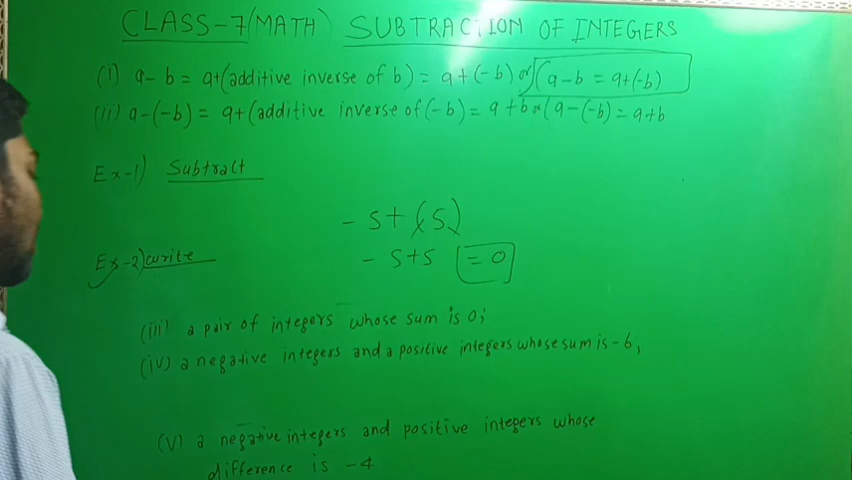 CLASS-7/MATH) SUBTRACTION OF INTEGERS
(i) a-b = a+(additive inverse of b) = a+(-b) or (a-b = a+(-b)
(ii) a-(-b) = a+(additive inverse of (-b) = a+b or (a-(-b) = a+b
Ex-1) Subtract
-5+(5)
Ex-2) write
-5+5 =0
(iii) a pair of integers whose sum is 0;
(iv) a negative integers and a positive integers whose sum is -6,
(v) a negative integers and positive integers whose
difference is -4